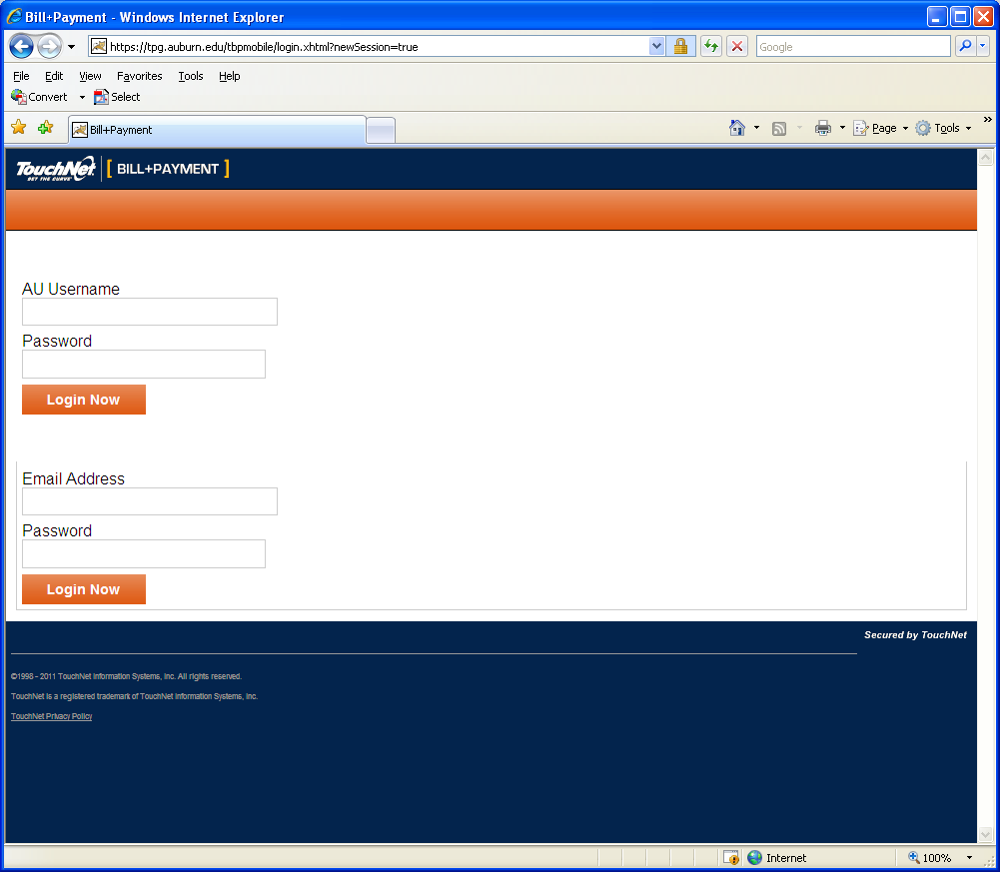 Bill+Payment - Windows Internet Explorer
https://tpg.auburn.edu/tbpmobile/login.xhtml?newSession=true
Google
File Edit View Favorites Tools Help
Convert Select
Bill+Payment
Page Tools »
TouchNet [ BILL+PAYMENT ]
GET THE CURVE
AU Username
Password
Login Now
Email Address
Password
Login Now
Secured by TouchNet
©1998 - 2011 TouchNet Information Systems, Inc. All rights reserved.
TouchNet is a registered trademark of TouchNet Information Systems, Inc.
TouchNet Privacy Policy
Internet
100%